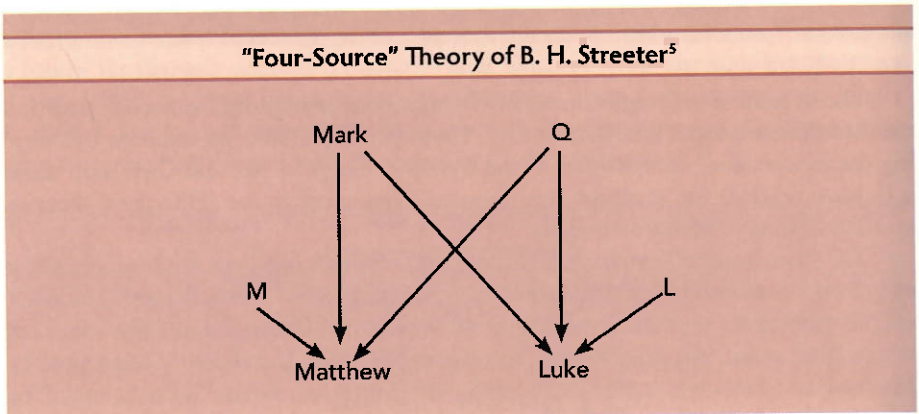 “Four-Source” Theory of B. H. Streeter⁵
Mark Q
M L
Matthew Luke